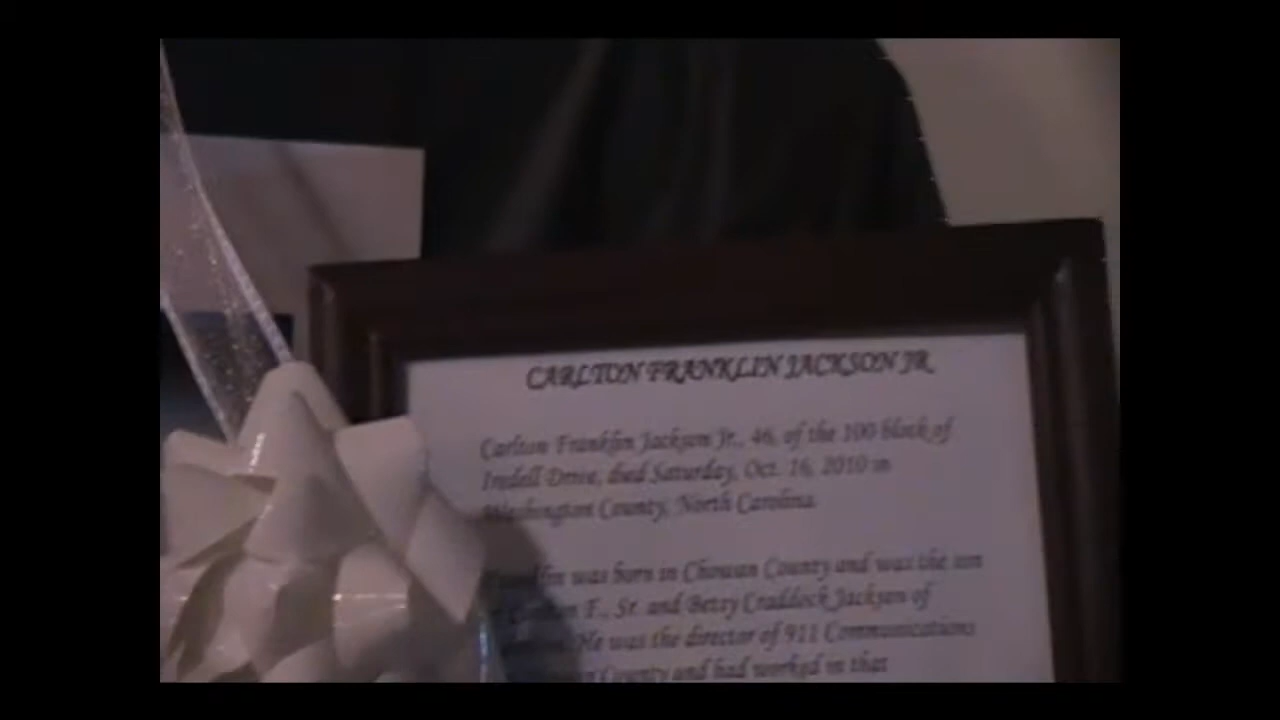 CARLTON FRANKLIN JACKSON JR
Carlton Franklin Jackson Jr., 46, of the 100 block of
Iredell Drive, died Saturday, Oct. 16, 2010 in
Washington County, North Carolina.
was born in Chowan County and was the son
F., Sr. and Betsy Craddock Jackson of
He was the director of 911 Communications
County and had worked in that